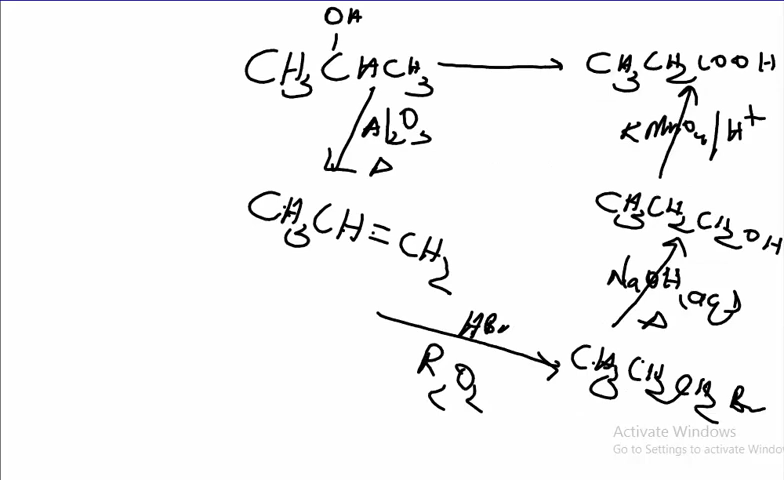 OH
CH3CHCH3
CH3CH2COOH
Al2O3
Δ
KMnO4/H+
CH3CH=CH2
CH3CH2CH2OH
NaOH(aq)
Δ
HBr
R2O2
CH3CH2CH2Br
Activate Windows
Go to Settings to activate Windo